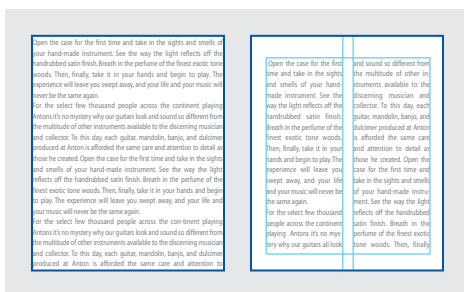 Open the case for the first time and take in the sights and smells of
your hand-made instrument. See the way the light reflects off the
handrubbed satin finish. Breath in the perfume of the finest exotic tone
woods. Then, finally, take it in your hands and begin to play. The
experience will leave you swept away, and your life and your music will
never be the same again.
For the select few thousand people across the continent playing
Antons it's no mystery why our guitars look and sound so different from
the multitude of other instruments available to the discerning musician
and collector. To this day, each guitar, mandolin, banjo, and dulcimer
produced at Anton is afforded the same care and attention to detail as
those he created. Open the case for the first time and take in the sights
and smells of your hand-made instrument. See the way the light
reflects off the handrubbed satin finish. Breath in the perfume of the
finest exotic tone woods. Then, finally, take it in your hands and begin
to play. The experience will leave you swept away, and your life and
your music will never be the same again.
For the select few thousand people across the con-tinent playing
Antons it's no mystery why our guitars look and sound so different from
the multitude of other instruments available to the discerning musician
and collector. To this day, each guitar, mandolin, banjo, and dulcimer
produced at Anton is afforded the same care and attention to
Open the case for the first
time and take in the sights
and smells of your hand-
made instrument. See the
way the light reflects off the
handrubbed satin finish.
Breath in the perfume of the
finest exotic tone woods.
Then, finally, take it in your
hands and begin to play. The
experience will leave you
swept away, and your life
and your music will never be
the same again.
For the select few thousand
people across the continent
playing Antons it's no mys-
tery why our guitars all look
and sound so different from
the multitude of other in-
struments available to the
discerning musician and
collector. To this day, each
guitar, mandolin, banjo, and
dulcimer produced at Anton
is afforded the same care
and attention to detail as
those he created. Open the
case for the first time and
take in the sights and smells
of your hand-made instru-
ment. See the way the light
reflects off the handrubbed
satin finish. Breath in the
perfume of the finest exotic
tone woods. Then, finally